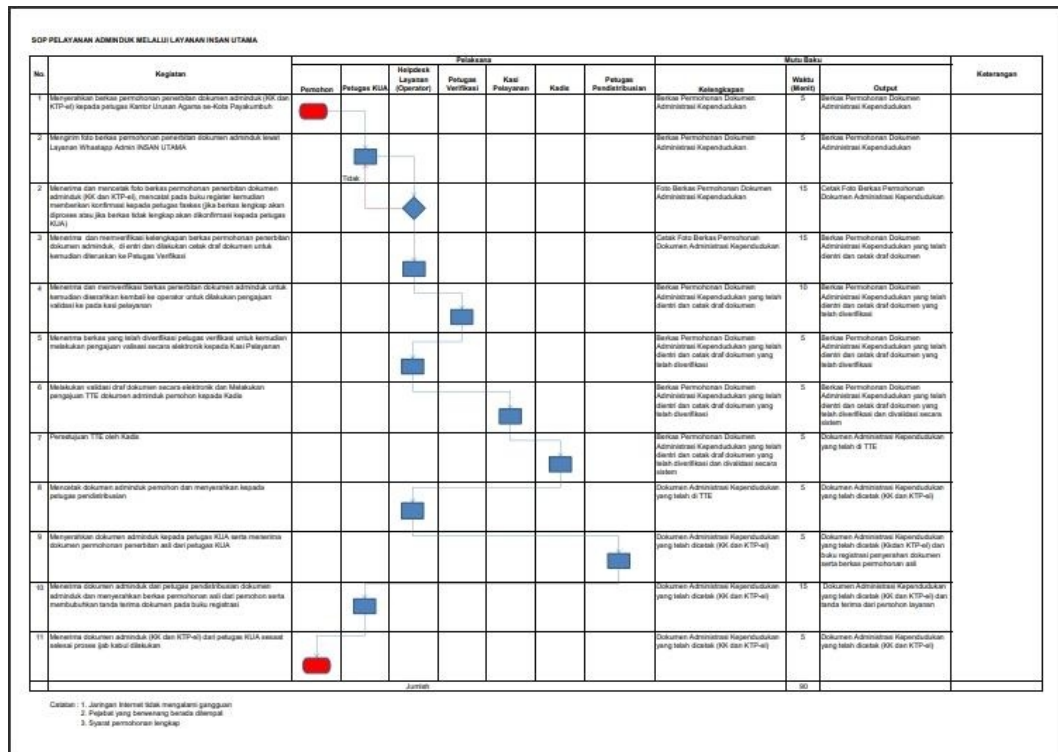 SOP PELAYANAN ADMINDUK MELALUI LAYANAN INSAN UTAMA
No.
Kegiatan
Pelaksana
Mutu Baku
Keterangan
Pemohon
Petugas KUA
Helpdesk
Layanan
(Operator)
Petugas
Verifikasi
Kasi
Pelayanan
Kadis
Petugas
Pendistribusian
Kelengkapan
Waktu
(Menit)
Output
1
Menyerahkan berkas permohonan penerbitan dokumen adminduk (KK dan
KTP-el) kepada petugas Kantor Urusan Agama se-Kota Payakumbuh
Berkas Permohonan Dokumen
Administrasi Kependudukan
5
Berkas Permohonan Dokumen
Administrasi Kependudukan
2
Mengirim foto berkas permohonan penerbitan dokumen adminduk lewat
Layanan Whastapp Admin INSAN UTAMA
Berkas Permohonan Dokumen
Administrasi Kependudukan
5
Berkas Permohonan Dokumen
Administrasi Kependudukan
Tidak
2
Menerima dan mencetak foto berkas permohonan penerbitan dokumen
adminduk (KK dan KTP-el), mencatat pada buku register kemudian
memberikan konfirmasi kepada petugas faskes (jika berkas lengkap akan
diproses atau jika berkas tidak lengkap akan dikonfirmasi kepada petugas
KUA)
Foto Berkas Permohonan Dokumen
Administrasi Kependudukan
15
Cetak Foto Berkas Permohonan
Dokumen Administrasi Kependudukan
3
Menerima dan memverifikasi kelengkapan berkas permohonan penerbitan
dokumen adminduk, di entri dan dilakukan cetak draf dokumen untuk
kemudian diteruskan ke Petugas Verifikasi
Cetak Foto Berkas Permohonan
Dokumen Administrasi Kependudukan
15
Berkas Permohonan Dokumen
Administrasi Kependudukan yang telah
dientri dan cetak draf dokumen
4
Menerima dan memverifikasi berkas penerbitan dokumen adminduk untuk
kemudian diserahkan kembali ke operator untuk dilakukan pengajuan
validasi ke pada kasi pelayanan
Berkas Permohonan Dokumen
Administrasi Kependudukan yang telah
dientri dan cetak draf dokumen
10
Berkas Permohonan Dokumen
Administrasi Kependudukan yang telah
dientri dan cetak draf dokumen yang
telah diverifikasi
5
Menerima berkas yang telah diverifikasi petugas verifikasi untuk kemudian
melakukan pengajuan validasi secara elektronik kepada Kasi Pelayanan
Berkas Permohonan Dokumen
Administrasi Kependudukan yang telah
dientri dan cetak draf dokumen yang
telah diverifikasi
5
Berkas Permohonan Dokumen
Administrasi Kependudukan yang telah
dientri dan cetak draf dokumen yang
telah diverifikasi
6
Melakukan validasi draf dokumen secara elektronik dan Melakukan
pengajuan TTE dokumen adminduk pemohon kepada Kadis
Berkas Permohonan Dokumen
Administrasi Kependudukan yang telah
dientri dan cetak draf dokumen yang
telah diverifikasi
5
Berkas Permohonan Dokumen
Administrasi Kependudukan yang telah
dientri dan cetak draf dokumen yang
telah diverifikasi dan divalidasi secara
sistem
7
Persetujuan TTE oleh Kadis
Berkas Permohonan Dokumen
Administrasi Kependudukan yang telah
dientri dan cetak draf dokumen yang
telah diverifikasi dan divalidasi secara
sistem
5
Dokumen Administrasi Kependudukan
yang telah di TTE
8
Mencetak dokumen adminduk pemohon dan menyerahkan kepada
petugas pendistribusian
Dokumen Administrasi Kependudukan
yang telah di TTE
5
Dokumen Administrasi Kependudukan
yang telah dicetak (KK dan KTP-el)
9
Menyerahkan dokumen adminduk kepada petugas KUA serta menerima
dokumen permohonan penerbitan asli dari petugas KUA
Dokumen Administrasi Kependudukan
yang telah dicetak (KK dan KTP-el)
5
Dokumen Administrasi Kependudukan
yang telah dicetak (Kkdan KTP-el) dan
buku registrasi penyerahan dokumen
serta berkas permohonan asli
10
Menerima dokumen adminduk dari petugas pendistribusian dokumen
adminduk dan menyerahkan berkas permohonan asli dari pemohon serta
membubuhkan tanda terima dokumen pada buku registrasi
Dokumen Administrasi Kependudukan
yang telah dicetak (KK dan KTP-el)
15
Dokumen Administrasi Kependudukan
yang telah dicetak (KK dan KTP-el) dan
tanda terima dari pemohon layanan
11
Menerima dokumen adminduk (KK dan KTP-el) dari petugas KUA sesaat
selesai proses ijab kabul dilakukan
Dokumen Administrasi Kependudukan
yang telah dicetak (KK dan KTP-el)
5
Dokumen Administrasi Kependudukan
yang telah dicetak (KK dan KTP-el)
Jumlah
90
Catatan : 1. Jaringan Internet tidak mengalami gangguan
2. Pejabat yang berwenang berada ditempat
3. Syarat permohonan lengkap